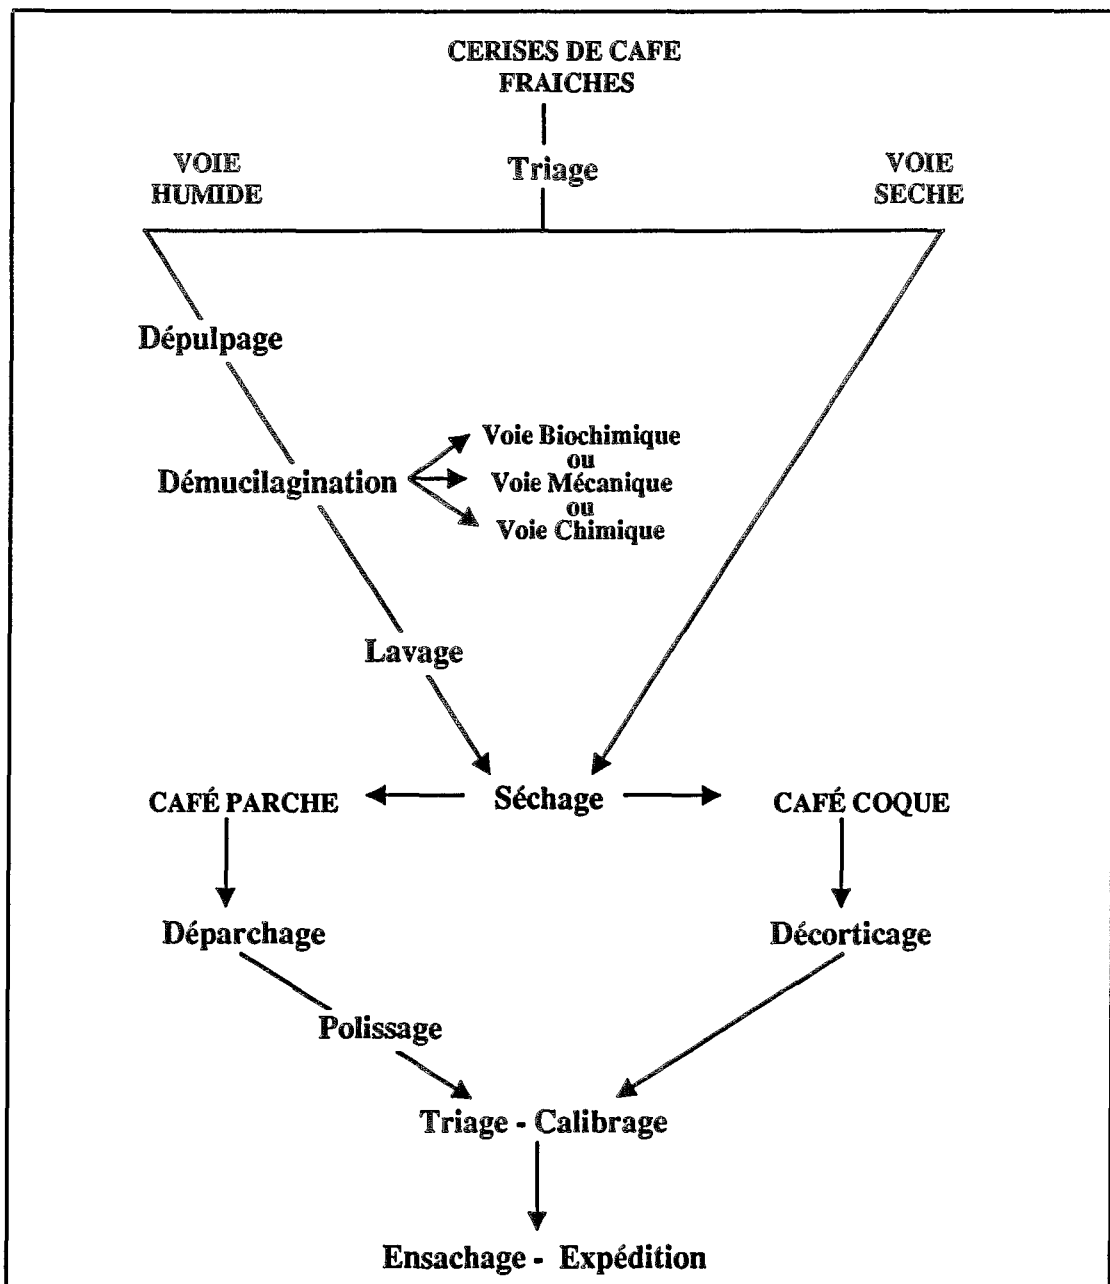 CERISES DE CAFE
FRAICHES
VOIE
HUMIDE
Triage
VOIE
SECHE
Dépulpage
Démucilagination
Voie Biochimique
ou
Voie Mécanique
ou
Voie Chimique
Lavage
CAFÉ PARCHE
Séchage
CAFÉ COQUE
Déparchage
Décorticage
Polissage
Triage - Calibrage
Ensachage - Expédition